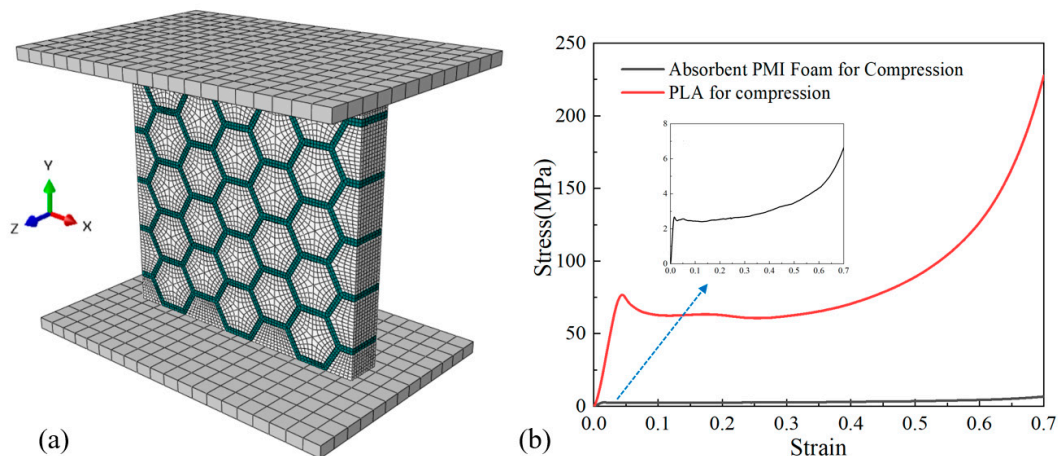 Y
Z
X
(a)
250
200
150
100
50
0
Stress(MPa)
Absorbent PMI Foam for Compression
PLA for compression
8
6
4
2
0
0.0 0.1 0.2 0.3 0.4 0.5 0.6 0.7
0.0 0.1 0.2 0.3 0.4 0.5 0.6 0.7
Strain
(b)